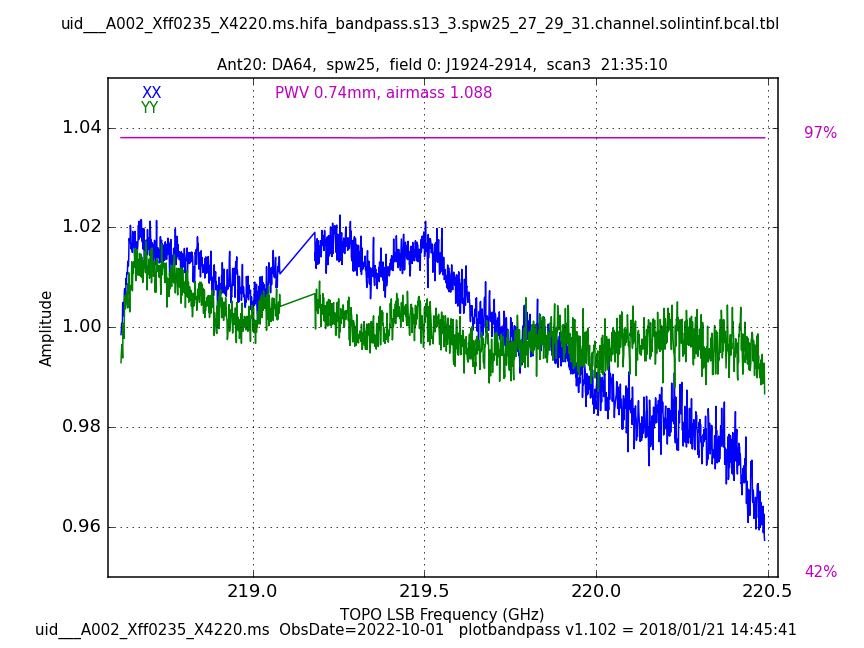 uid___A002_Xff0235_X4220.ms.hifa_bandpass.s13_3.spw25_27_29_31.channel.solintinf.bcal.tbl
Ant20: DA64, spw25, field 0: J1924-2914, scan3 21:35:10
XX
PWV 0.74mm, airmass 1.088
YY
1.04
97%
1.02
1.00
Amplitude
0.98
0.96
42%
219.0 219.5 220.0 220.5
TOPO LSB Frequency (GHz)
uid___A002_Xff0235_X4220.ms ObsDate=2022-10-01 plotbandpass v1.102 = 2018/01/21 14:45:41